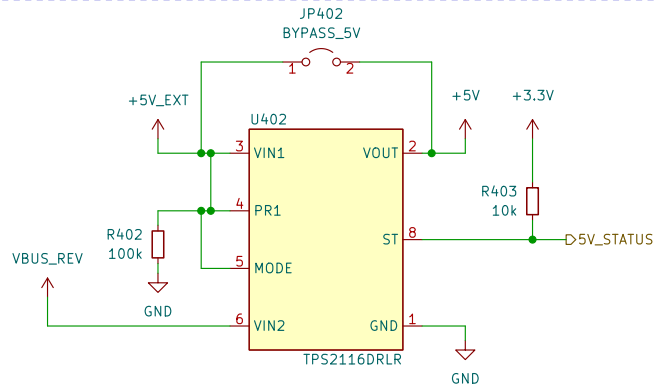 JP402
BYPASS_5V
1 2
+5V_EXT
U402
+5V
+3.3V
3 VIN1
VOUT 2
R403
10k
4 PR1
R402
100k
ST 8
5V_STATUS
VBUS_REV
5 MODE
GND
6 VIN2
GND 1
TPS2116DRLR
GND